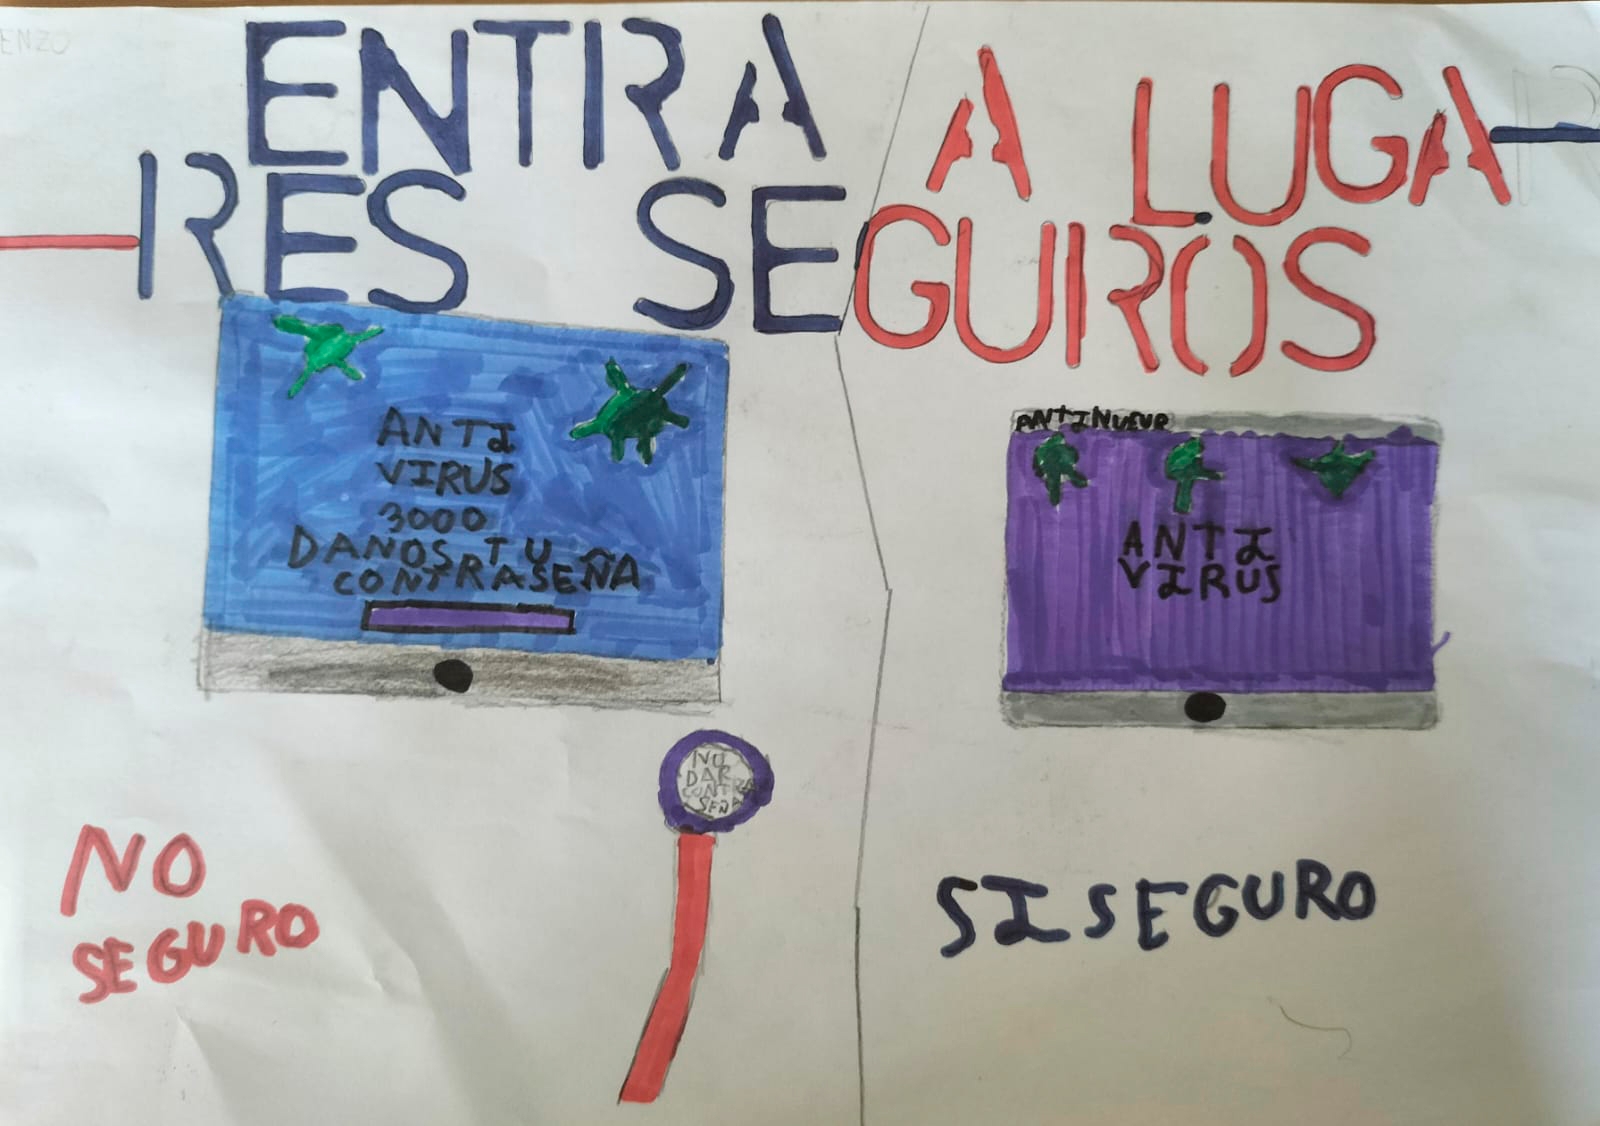 ENZO
ENTRA A LUGA
RES SEGUROS
ANTI
VIRUS
3000
DANOS TU
CONTRASEÑA
NO
DAR
CONTRA
SEÑA
NO
SEGURO
ANTI
VIRUS
SI SEGURO